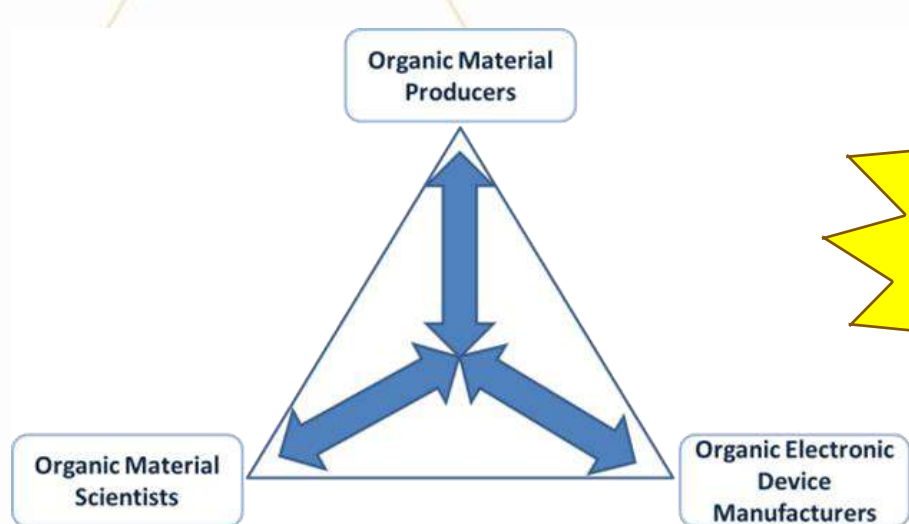 Organic Material
Producers
Organic Material
Scientists
Organic Electronic
Device
Manufacturers